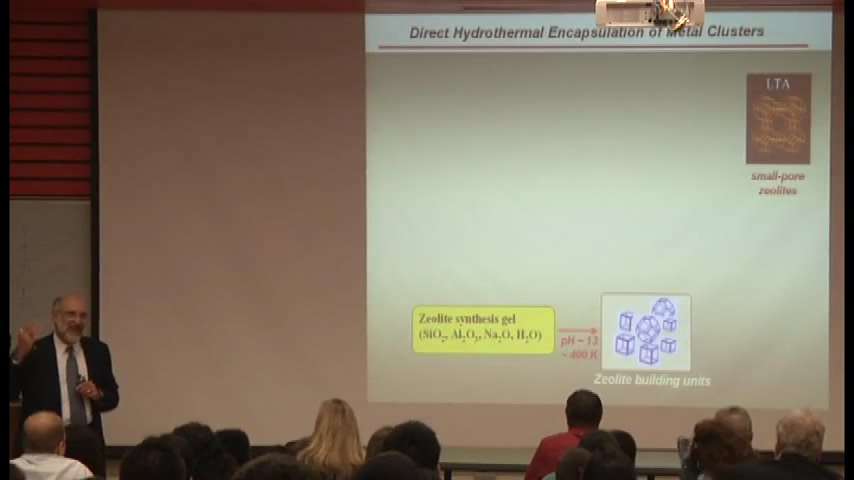 Direct Hydrothermal Encapsulation of Metal Clusters
LTA
small-pore
zeolites
Zeolite synthesis gel
(SiO₂, Al₂O₃, Na₂O, H₂O)
pH ~ 13
~ 400 K
Zeolite building units